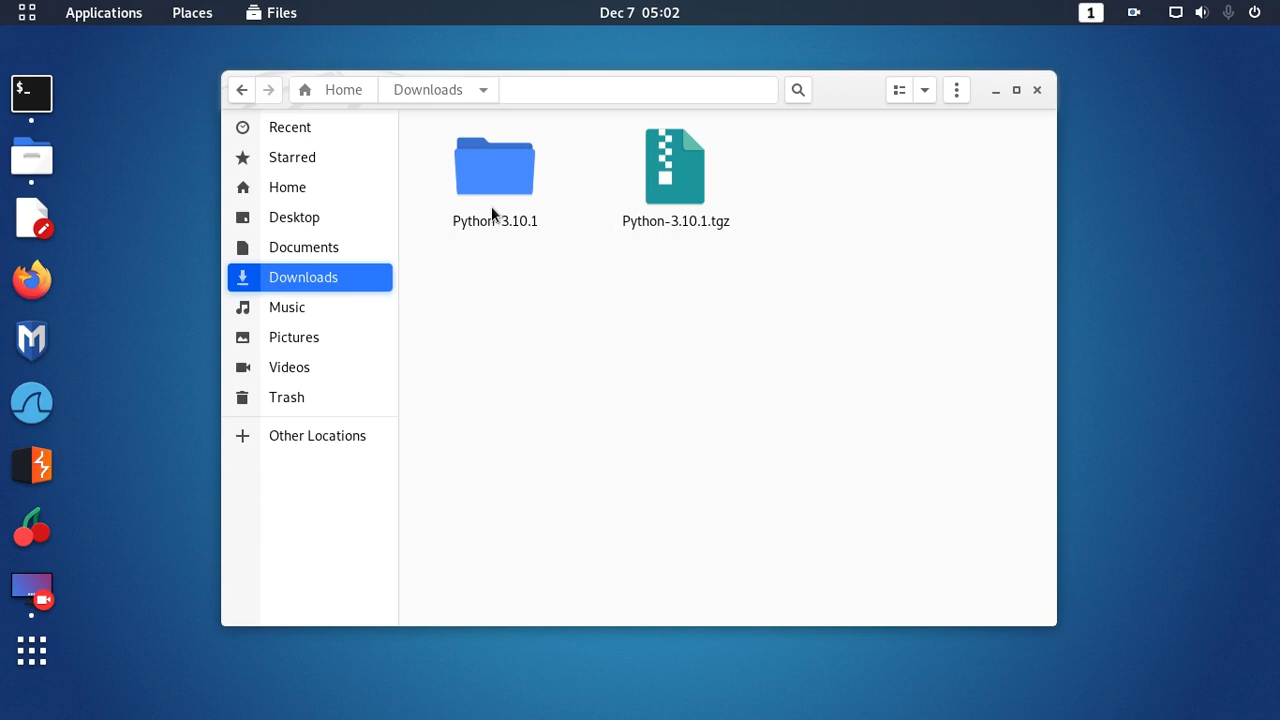 Applications Places Files Dec 7 05:02 1
$_
Home Downloads
Recent
Starred
Home
Desktop
Documents
Downloads
Music
Pictures
Videos
Trash
Other Locations
Python-3.10.1 Python-3.10.1.tgz
M